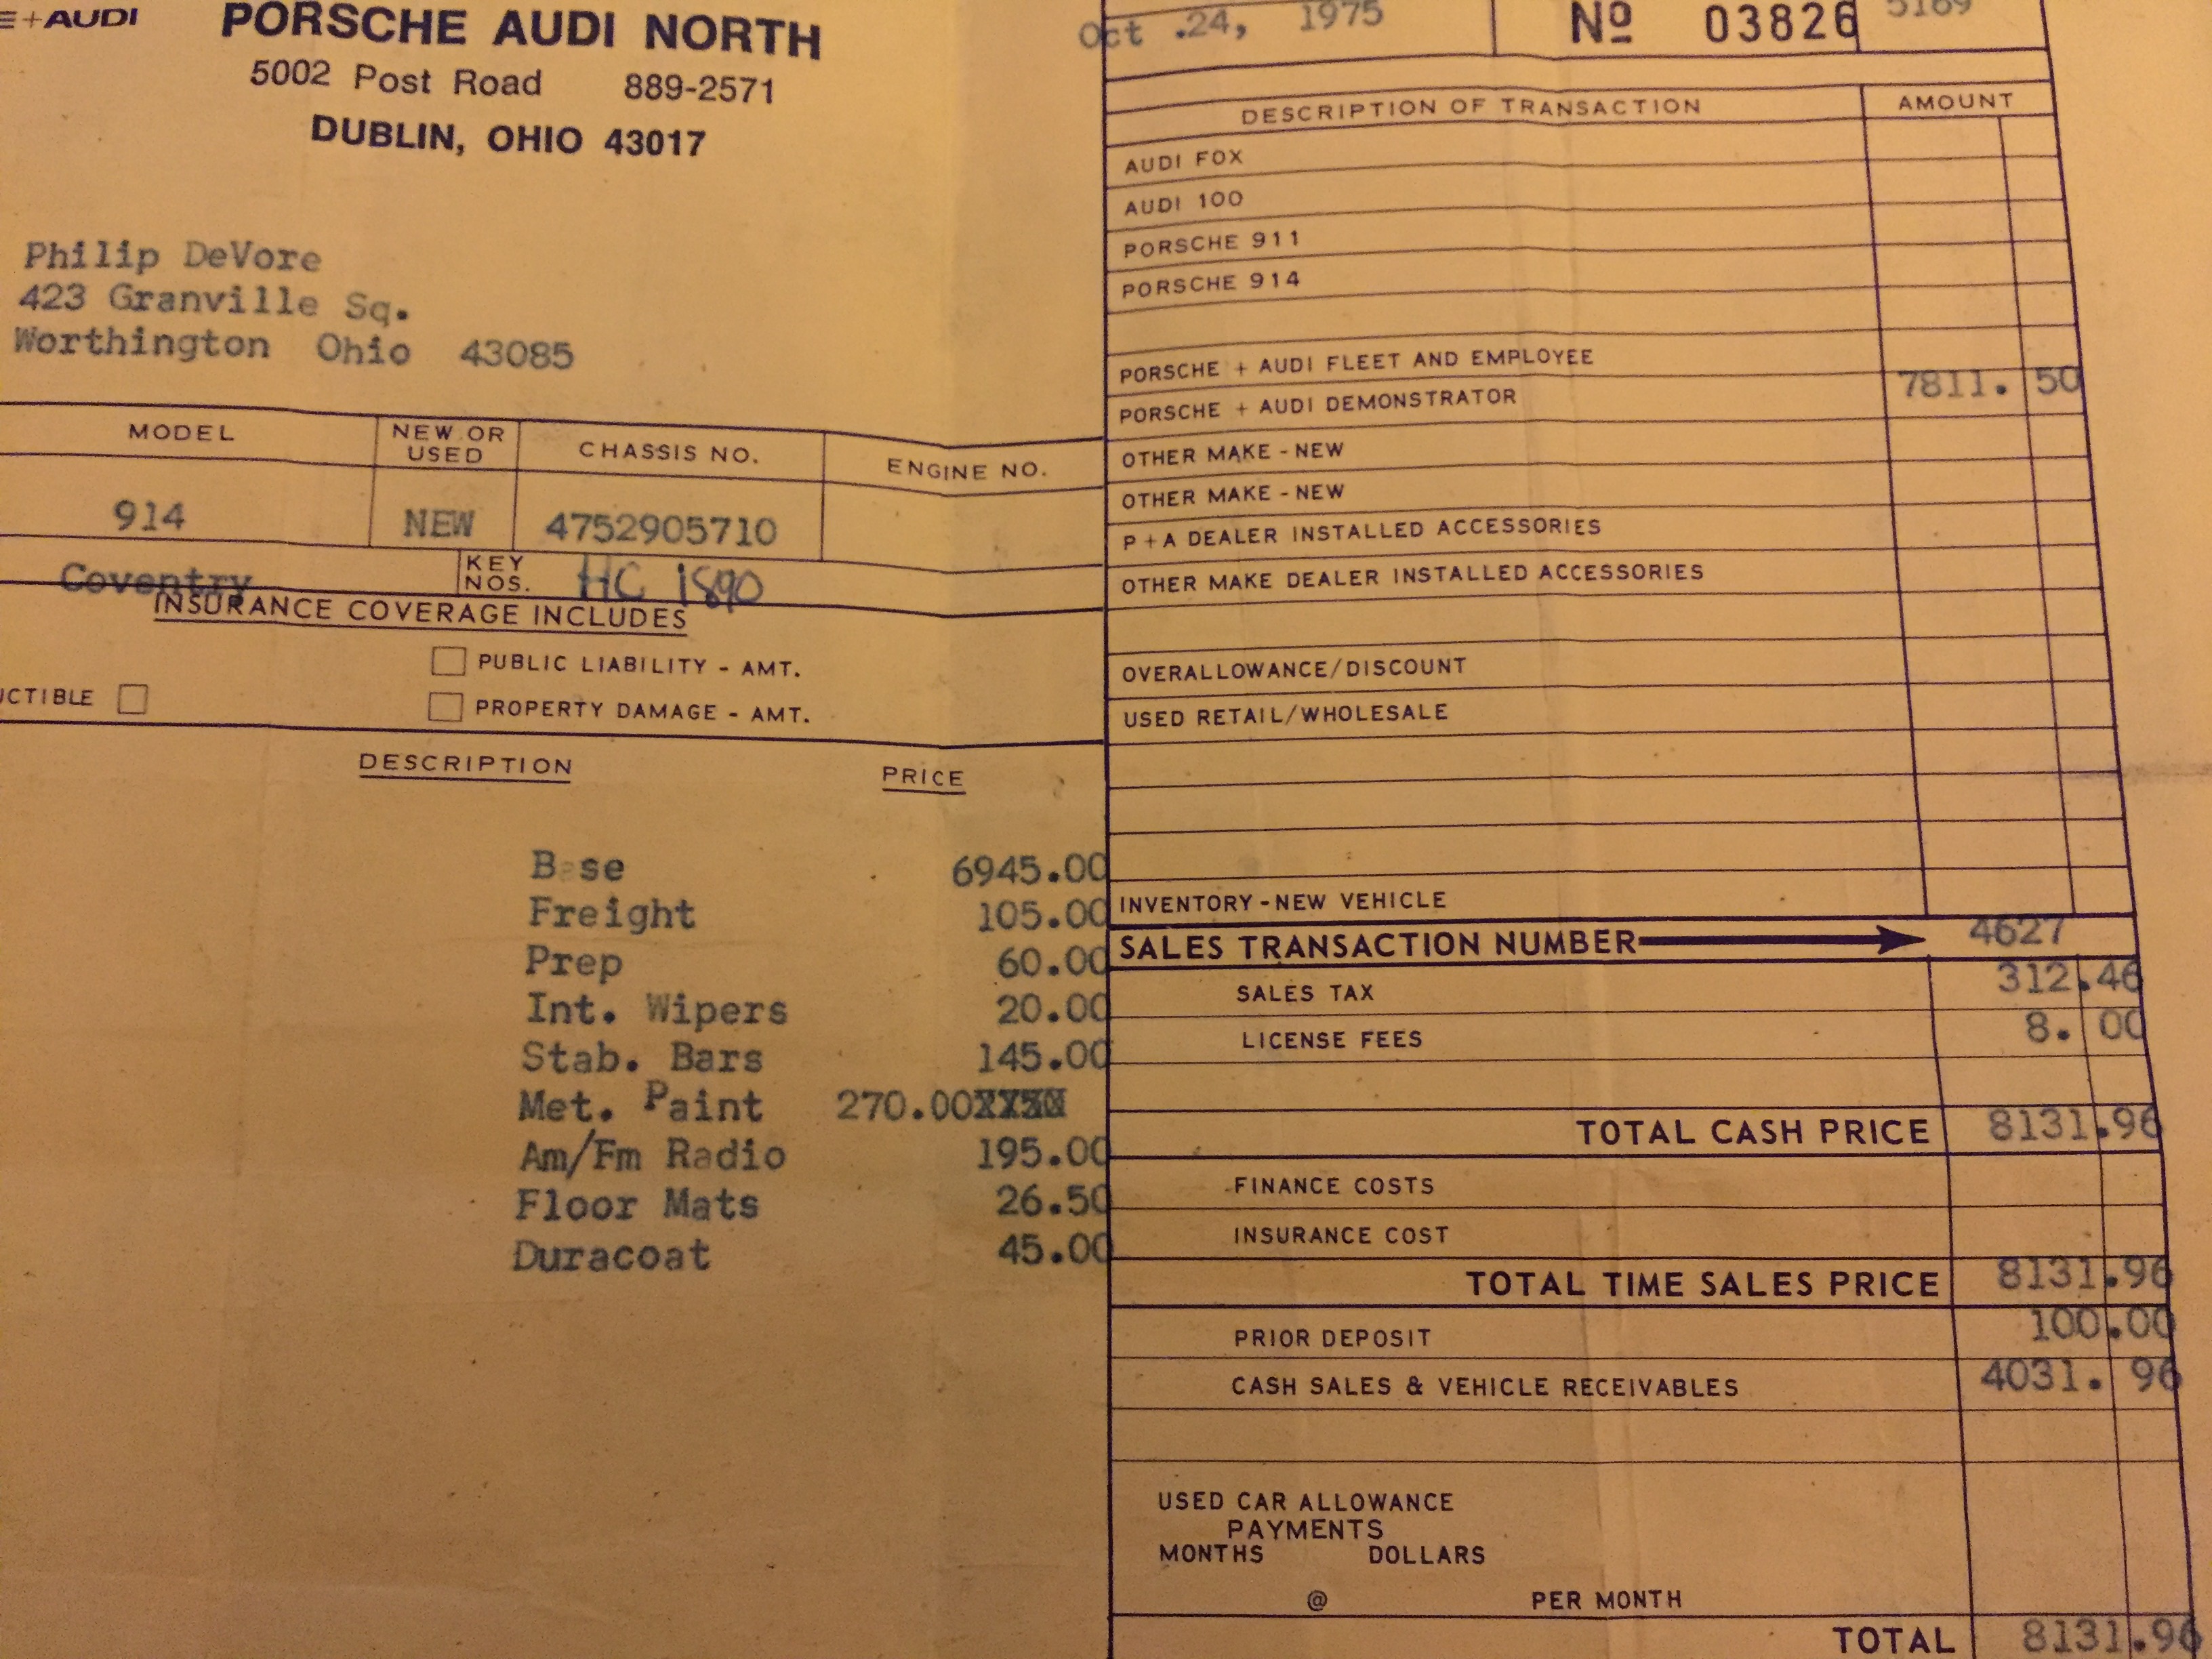 +AUDI
PORSCHE AUDI NORTH
5002 Post Road 889-2571
DUBLIN, OHIO 43017
Oct .24, 1975
Nº 03826
5169
Philip DeVore
423 Granville Sq.
Worthington Ohio 43085
MODEL
NEW OR USED
CHASSIS NO.
ENGINE NO.
914
NEW
4752905710
Coventry
KEY NOS.
HC 1890
INSURANCE COVERAGE INCLUDES
PUBLIC LIABILITY - AMT.
UCTIBLE
PROPERTY DAMAGE - AMT.
DESCRIPTION PRICE
Base 6945.00
Freight 105.00
Prep 60.00
Int. Wipers 20.00
Stab. Bars 145.00
Met. Paint 270.00
Am/Fm Radio 195.00
Floor Mats 26.50
Duracoat 45.00
DESCRIPTION OF TRANSACTION AMOUNT
AUDI FOX
AUDI 100
PORSCHE 911
PORSCHE 914
PORSCHE + AUDI FLEET AND EMPLOYEE
PORSCHE + AUDI DEMONSTRATOR 7811. 50
OTHER MAKE - NEW
OTHER MAKE - NEW
P + A DEALER INSTALLED ACCESSORIES
OTHER MAKE DEALER INSTALLED ACCESSORIES
OVERALLOWANCE/DISCOUNT
USED RETAIL/WHOLESALE
INVENTORY - NEW VEHICLE
SALES TRANSACTION NUMBER 4627
SALES TAX 312.46
LICENSE FEES 8. 00
TOTAL CASH PRICE 8131.96
FINANCE COSTS
INSURANCE COST
TOTAL TIME SALES PRICE 8131.96
PRIOR DEPOSIT 100.00
CASH SALES & VEHICLE RECEIVABLES 4031. 96
USED CAR ALLOWANCE
PAYMENTS
MONTHS DOLLARS
@ PER MONTH
TOTAL 8131.96